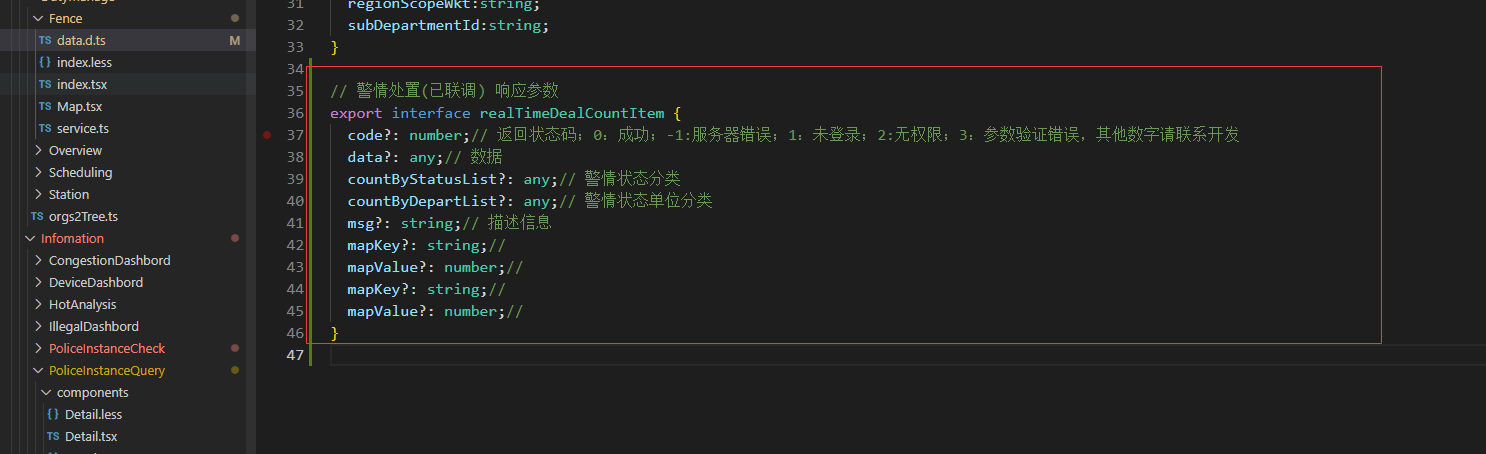 Fence
TS data.d.ts M
{} index.less
TS index.tsx
TS Map.tsx
TS service.ts
Overview
Scheduling
Station
TS orgs2Tree.ts
Infomation
CongestionDashbord
DeviceDashbord
HotAnalysis
IllegalDashbord
PoliceInstanceCheck
PoliceInstanceQuery
components
{} Detail.less
TS Detail.tsx
31 regionScopeWkt:string;
32 subDepartmentId:string;
33 }
34
35 // 警情处置(已联调) 响应参数
36 export interface realTimeDealCountItem {
37 code?: number;// 返回状态码; 0: 成功; -1:服务器错误; 1: 未登录; 2:无权限; 3: 参数验证错误，其他数字请联系开发
38 data?: any;// 数据
39 countByStatusList?: any;// 警情状态分类
40 countByDepartList?: any;// 警情状态单位分类
41 msg?: string;// 描述信息
42 mapKey?: string;//
43 mapValue?: number;//
44 mapKey?: string;//
45 mapValue?: number;//
46 }
47